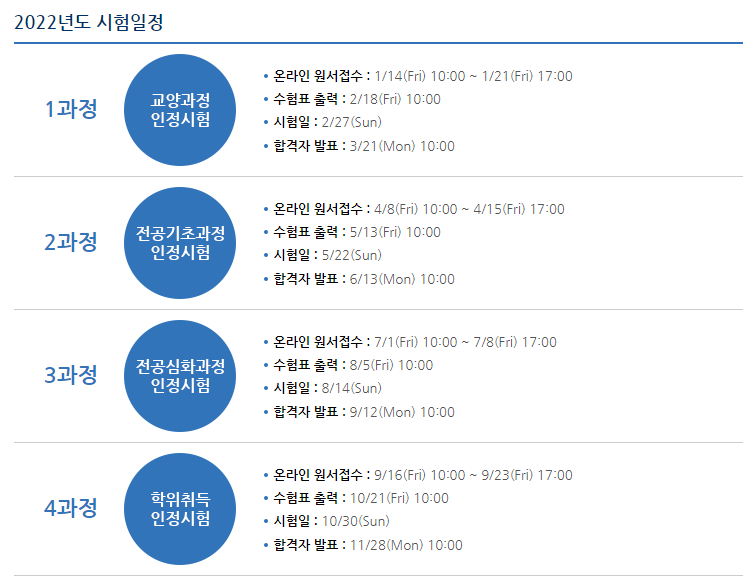 2022년도 시험일정
1과정
교양과정
인정시험
• 온라인 원서접수 : 1/14(Fri) 10:00 ~ 1/21(Fri) 17:00
• 수험표 출력 : 2/18(Fri) 10:00
• 시험일 : 2/27(Sun)
• 합격자 발표 : 3/21(Mon) 10:00
2과정
전공기초과정
인정시험
• 온라인 원서접수 : 4/8(Fri) 10:00 ~ 4/15(Fri) 17:00
• 수험표 출력 : 5/13(Fri) 10:00
• 시험일 : 5/22(Sun)
• 합격자 발표 : 6/13(Mon) 10:00
3과정
전공심화과정
인정시험
• 온라인 원서접수 : 7/1(Fri) 10:00 ~ 7/8(Fri) 17:00
• 수험표 출력 : 8/5(Fri) 10:00
• 시험일 : 8/14(Sun)
• 합격자 발표 : 9/12(Mon) 10:00
4과정
학위취득
인정시험
• 온라인 원서접수 : 9/16(Fri) 10:00 ~ 9/23(Fri) 17:00
• 수험표 출력 : 10/21(Fri) 10:00
• 시험일 : 10/30(Sun)
• 합격자 발표 : 11/28(Mon) 10:00